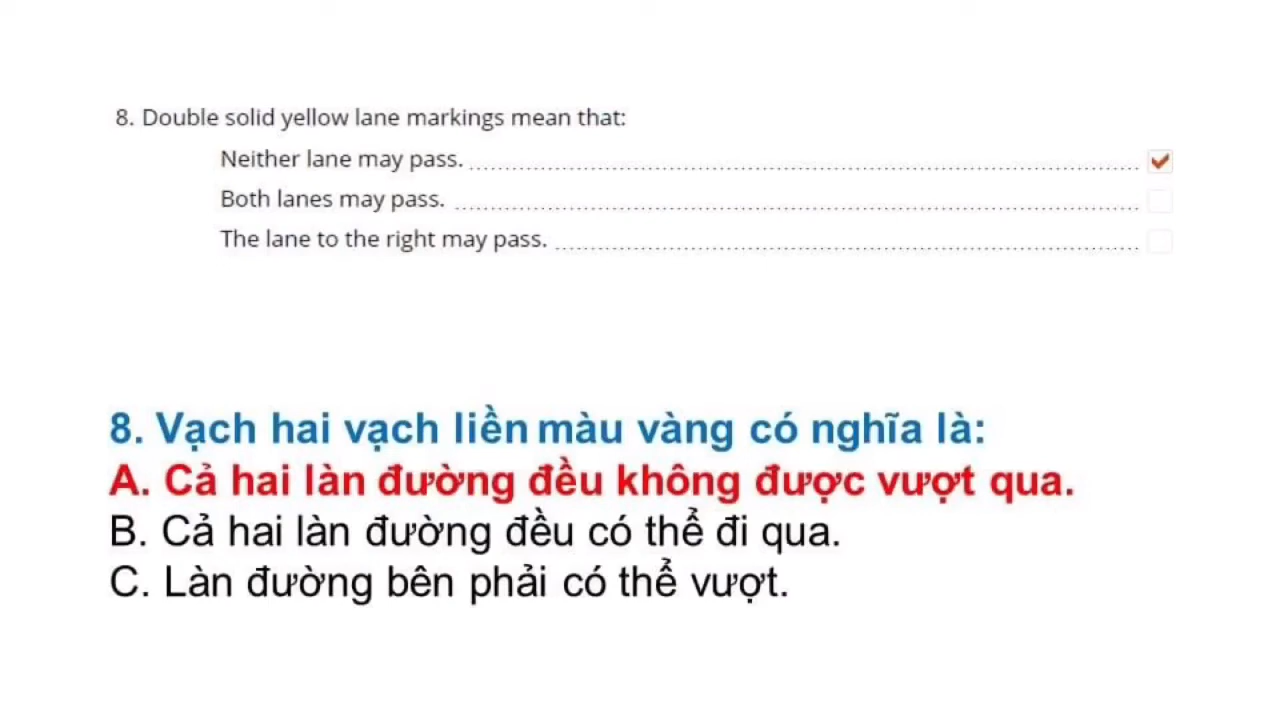 8. Double solid yellow lane markings mean that:
Neither lane may pass.
Both lanes may pass.
The lane to the right may pass.
8. Vạch hai vạch liền màu vàng có nghĩa là:
A. Cả hai làn đường đều không được vượt qua.
B. Cả hai làn đường đều có thể đi qua.
C. Làn đường bên phải có thể vượt.